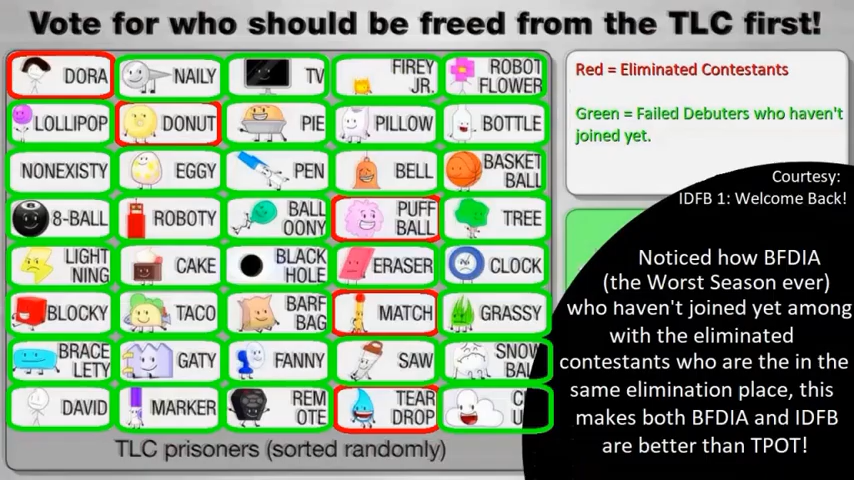 Vote for who should be freed from the TLC first!
DORA NAILY TV FIREY JR. ROBOT FLOWER
LOLLIPOP DONUT PIE PILLOW BOTTLE
NONEXISTY EGGY PEN BELL BASKET BALL
8-BALL ROBOTY BALL OONY PUFF BALL TREE
LIGHT NING CAKE BLACK HOLE ERASER CLOCK
BLOCKY TACO BARF BAG MATCH GRASSY
BRACE LETY GATY FANNY SAW SNOW BAL
DAVID MARKER REM OTE TEAR DROP C U
TLC prisoners (sorted randomly)
Red = Eliminated Contestants
Green = Failed Debuters who haven't
joined yet.
Courtesy:
IDFB 1: Welcome Back!
Noticed how BFDIA
(the Worst Season ever)
who haven't joined yet among
with the eliminated
contestants who are the in the
same elimination place, this
makes both BFDIA and IDFB
are better than TPOT!